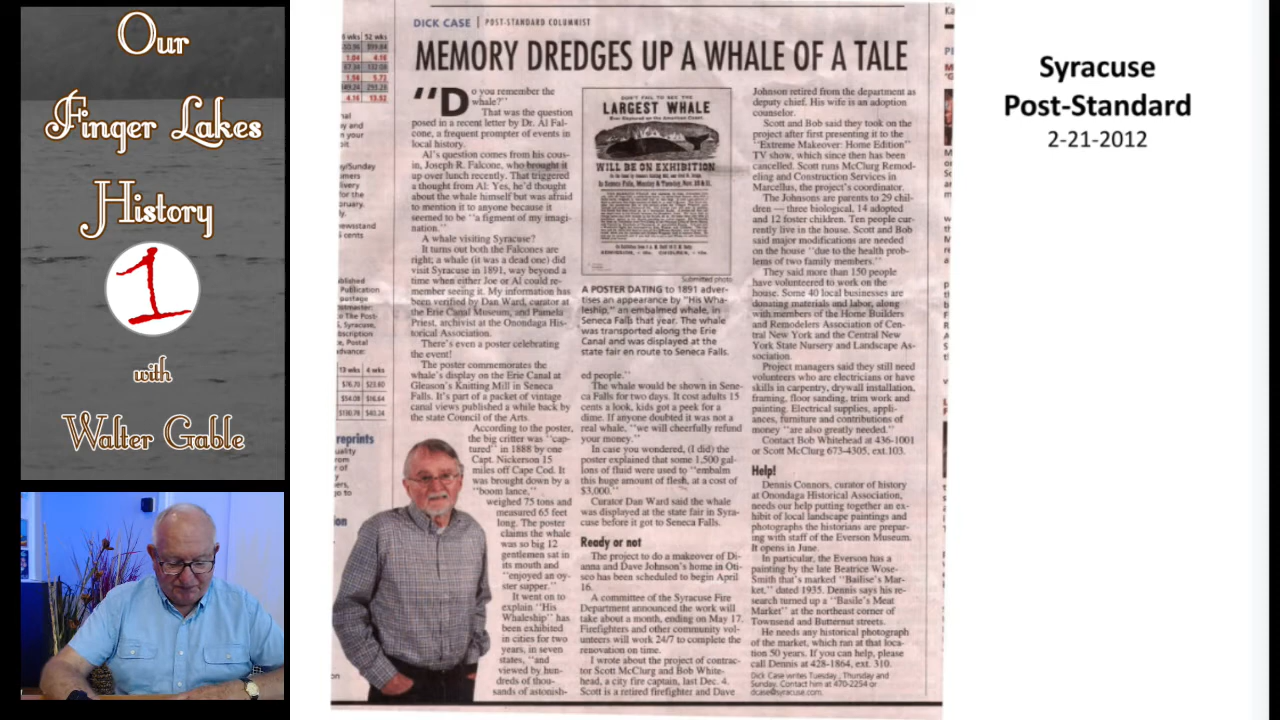 Our
Finger Lakes
History
1
with
Walter Gable
DICK CASE | POST-STANDARD COLUMNIST
MEMORY DREDGES UP A WHALE OF A TALE
"Do you remember the
whale?"
That was the question
posed in a recent letter by Dr. Al Fal-
cone, a frequent prompter of events in
local history.
Al's question comes from his cous-
in, Joseph R. Falcone, who brought it
up over lunch recently. That triggered
a thought from Al: Yes, he'd thought
about the whale himself but was afraid
to mention it to anyone because it
seemed to be "a figment of my imagi-
nation."
A whale visiting Syracuse?
It turns out both the Falcones are
right; a whale (it was a dead one) did
visit Syracuse in 1891, way beyond a
time when either Joe or Al could re-
member seeing it. My information has
been verified by Dan Ward, curator at
the Erie Canal Museum, and Pamela
Priest, archivist at the Onondaga His-
torical Association.
There's even a poster celebrating
the event!
The poster commemorates the
whale's display on the Erie Canal at
Gleason's Knitting Mill in Seneca
Falls. It's part of a packet of vintage
canal views published a while back by
the state Council of the Arts.
According to the poster,
the big critter was "cap-
tured" in 1888 by one
Capt. Nickerson 15
miles off Cape Cod. It
was brought down by a
"boom lance,"
weighed 75 tons and
measured 65 feet
long. The poster
claims the whale
was so big 12
gentlemen sat in
its mouth and
"enjoyed an oy-
ster supper."
It went on to
explain "His
Whaleship" has
been exhibited
in cities for two
years, in seven
states, "and
viewed by hun-
dreds of thou-
sands of astonish-
DON'T FAIL TO SEE THE
LARGEST WHALE
Ever Captured on the American Coast.
WILL BE ON EXHIBITION
Submitted photo
A POSTER DATING to 1891 adver-
tises an appearance by "His Wha-
leship," an embalmed whale, in
Seneca Falls that year. The whale
was transported along the Erie
Canal and was displayed at the
state fair en route to Seneca Falls.
ed people."
The whale would be shown in Sene-
ca Falls for two days. It cost adults 15
cents a look, kids got a peek for a
dime. If anyone doubted it was not a
real whale, "we will cheerfully refund
your money."
In case you wondered, (I did) the
poster explained that some 1,500 gal-
lons of fluid were used to "embalm
this huge amount of flesh, at a cost of
$3,000."
Curator Dan Ward said the whale
was displayed at the state fair in Syra-
cuse before it got to Seneca Falls.
Ready or not
The project to do a makeover of Di-
anna and Dave Johnson's home in Oti-
sco has been scheduled to begin April
16.
A committee of the Syracuse Fire
Department announced the work will
take about a month, ending on May 17.
Firefighters and other community vol-
unteers will work 24/7 to complete the
renovation on time.
I wrote about the project of contrac-
tor Scott McClurg and Bob White-
head, a city fire captain, last Dec. 4.
Scott is a retired firefighter and Dave
Johnson retired from the department as
deputy chief. His wife is an adoption
counselor.
Scott and Bob said they took on the
project after first presenting it to the
"Extreme Makeover: Home Edition"
TV show, which since then has been
cancelled. Scott runs McClurg Remod-
eling and Construction Services in
Marcellus, the project's coordinator.
The Johnsons are parents to 29 chil-
dren — three biological, 14 adopted
and 12 foster children. Ten people cur-
rently live in the house. Scott and Bob
said major modifications are needed
on the house "due to the health prob-
lems of two family members."
They said more than 150 people
have volunteered to work on the
house. Some 40 local businesses are
donating materials and labor, along
with members of the Home Builders
and Remodelers Association of Cen-
tral New York and the Central New
York State Nursery and Landscape As-
sociation.
Project managers said they still need
volunteers who are electricians or have
skills in carpentry, drywall installation,
framing, floor sanding, trim work and
painting. Electrical supplies, appli-
ances, furniture and contributions of
money "are also greatly needed."
Contact Bob Whitehead at 436-1001
or Scott McClurg 673-4305, ext.103.
Help!
Dennis Connors, curator of history
at Onondaga Historical Association,
needs our help putting together an ex-
hibit of local landscape paintings and
photographs the historians are prepar-
ing with staff of the Everson Museum.
It opens in June.
In particular, the Everson has a
painting by the late Beatrice Wose-
Smith that's marked "Bailise's Mar-
ket," dated 1935. Dennis says his re-
search turned up a "Basile's Meat
Market" at the northeast corner of
Townsend and Butternut streets.
He needs any historical photograph
of the market, which ran at that loca-
tion 50 years. If you can help, please
call Dennis at 428-1864, ext. 310.
Dick Case writes Tuesday, Thursday and
Sunday. Contact him at 470-2254 or
dcase@syracuse.com.
Syracuse
Post-Standard
2-21-2012